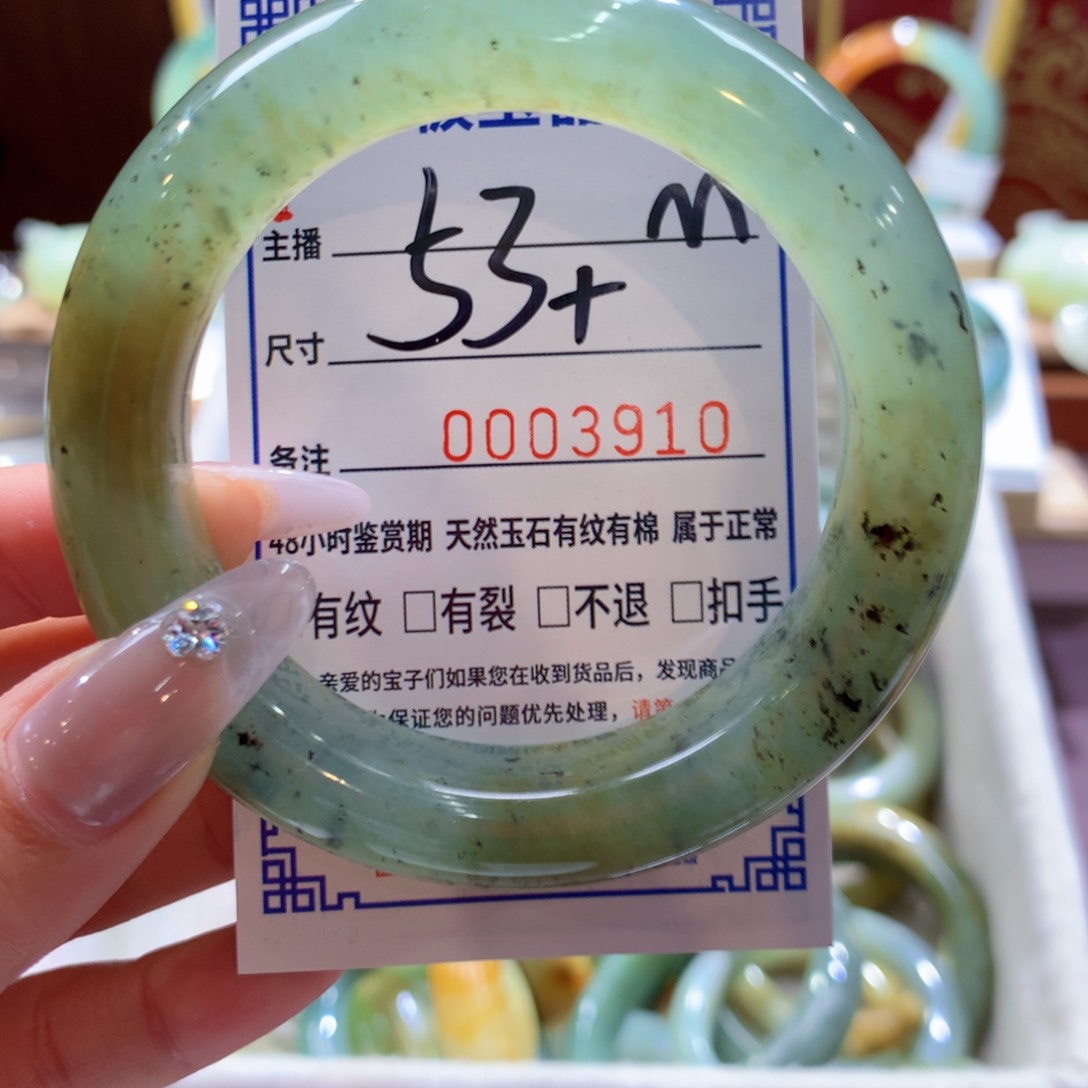 主播 M
尺寸 53+
备注 0003910
48小时鉴赏期 天然玉石有纹有棉 属于正常
有纹 □有裂 □不退 □扣手
亲爱的宝子们如果您在收到货品后，发现商品
保证您的问题优先处理，请